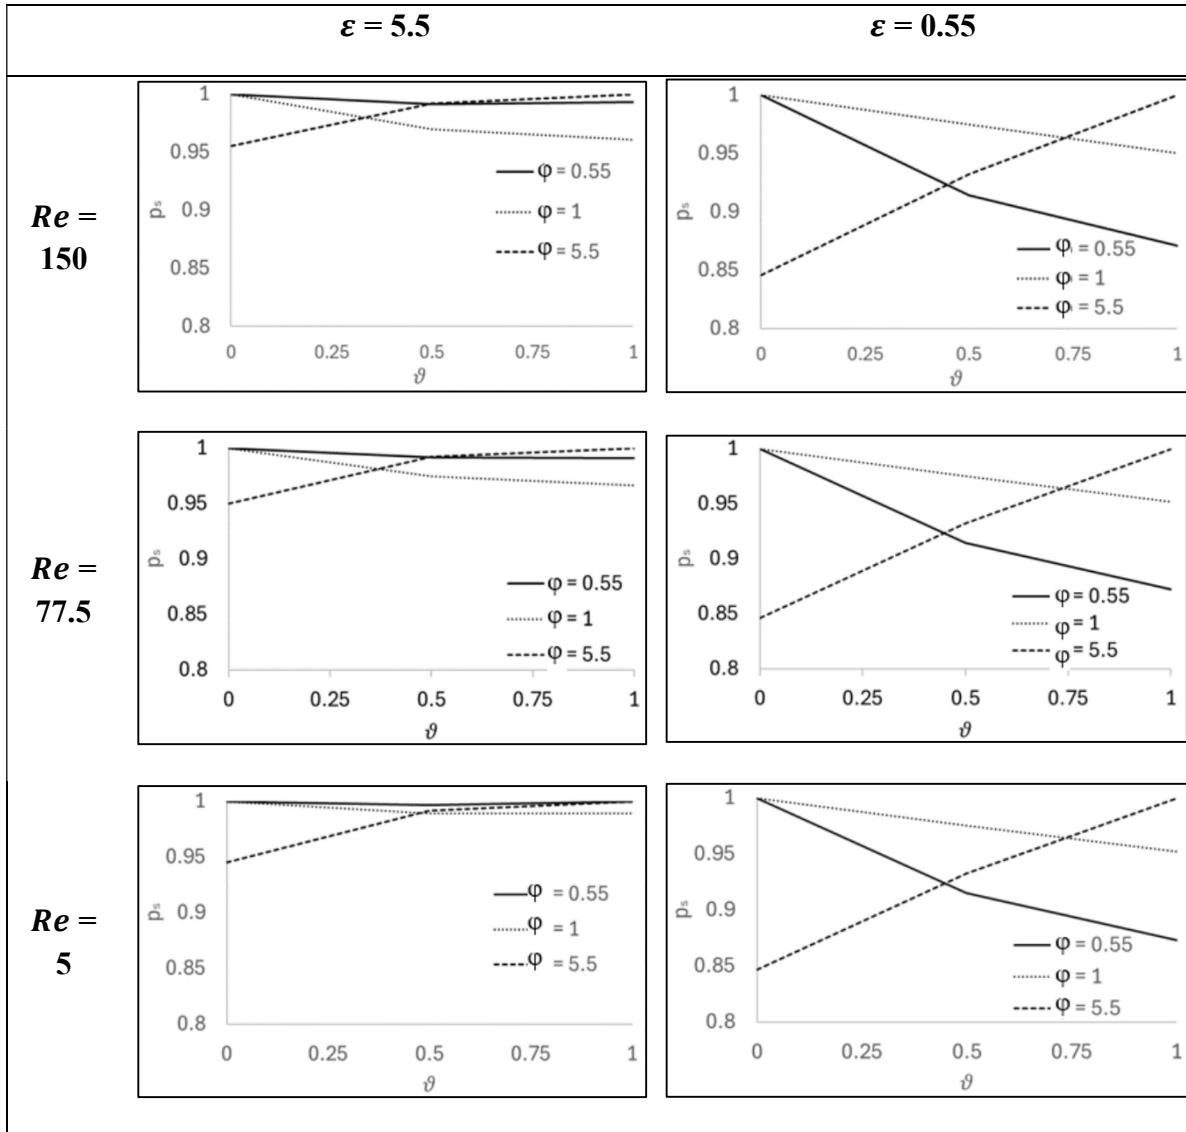 ε = 5.5
ε = 0.55
Re = 150
1
0.95
0.9
0.85
0.8
pₛ
φ = 0.55
φ = 1
φ = 5.5
0 0.25 0.5 0.75 1
ϑ
1
0.95
0.9
0.85
0.8
pₛ
φ = 0.55
φ = 1
φ = 5.5
0 0.25 0.5 0.75 1
ϑ
Re = 77.5
1
0.95
0.9
0.85
0.8
pₛ
φ = 0.55
φ = 1
φ = 5.5
0 0.25 0.5 0.75 1
ϑ
1
0.95
0.9
0.85
0.8
pₛ
φ = 0.55
φ = 1
φ = 5.5
0 0.25 0.5 0.75 1
ϑ
Re = 5
1
0.95
0.9
0.85
0.8
pₛ
φ = 0.55
φ = 1
φ = 5.5
0 0.25 0.5 0.75 1
ϑ
1
0.95
0.9
0.85
0.8
pₛ
φ = 0.55
φ = 1
φ = 5.5
0 0.25 0.5 0.75 1
ϑ